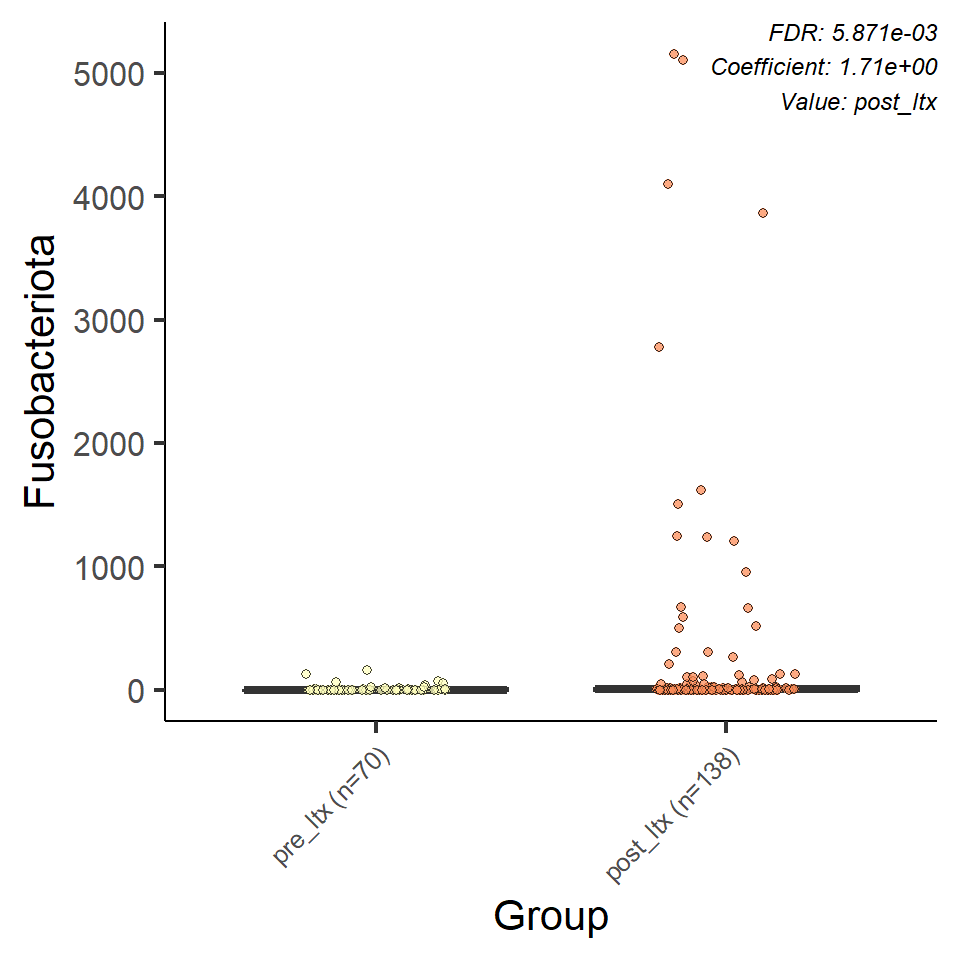 FDR: 5.871e-03
Coefficient: 1.71e+00
Value: post_ltx
5000
4000
3000
2000
1000
0
Fusobacteriota
pre_ltx (n=70)
post_ltx (n=138)
Group